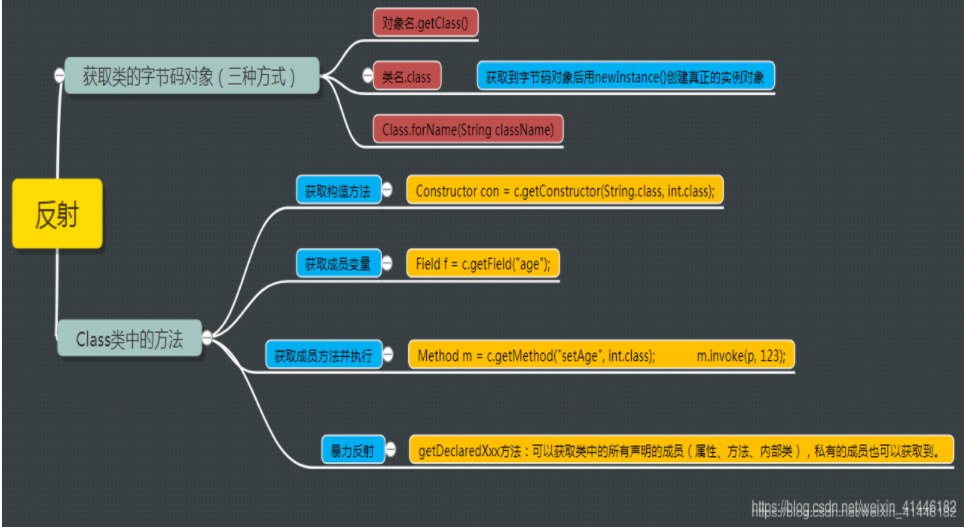 反射
获取类的字节码对象（三种方式）
对象名.getClass()
类名.class
获取到字节码对象后用newInstance()创建真正的实例对象
Class.forName(String className)
Class类中的方法
获取构造方法
Constructor con = c.getConstructor(String.class, int.class);
获取成员变量
Field f = c.getField("age");
获取成员方法并执行
Method m = c.getMethod("setAge", int.class); m.invoke(p, 123);
暴力反射
getDeclaredXxx方法：可以获取类中的所有声明的成员（属性、方法、内部类），私有的成员也可以获取到。
https://blog.csdn.net/weixin_41446182